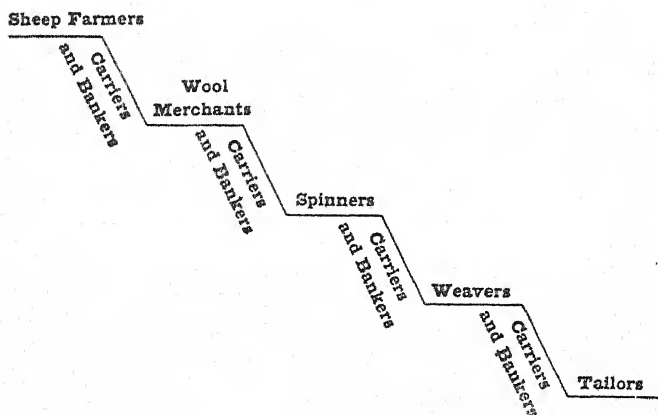 Sheep Farmers
Carriers
and Bankers
Wool
Merchants
Carriers
and Bankers
Spinners
Carriers
and Bankers
Weavers
Carriers
and Bankers
Tailors